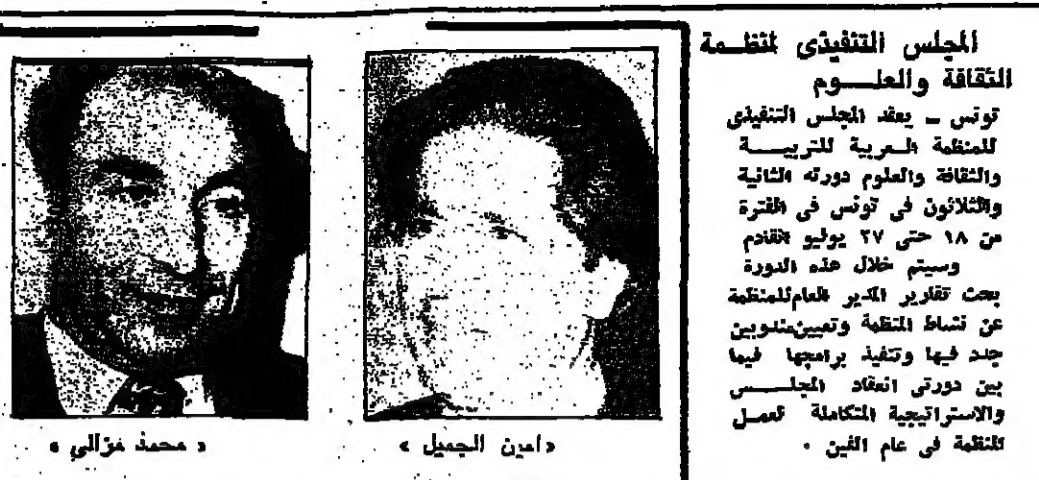 المجلس التنفيذى لمنظمة
الثقافة والعلوم
تونس ــ يعقد المجلس التنفيذى
للمنظمة العربية للتربية
والثقافة والعلوم دورته الثانية
والثلاثون فى تونس فى الفترة
من ١٨ حتى ٢٧ يوليو القادم
وسيتم خلال هذه الدورة
بحث تقارير المدير العام للمنظمة
عن نشاط المنظمة وتعيين مندوبين
جدد فيها وتنفيذ برامجها فيما
بين دورتى انعقاد المجلس
والاستراتيجية المتكاملة لعمل
المنظمة فى عام الفين ٠
« امين الجميل »
« محمد مزالي »